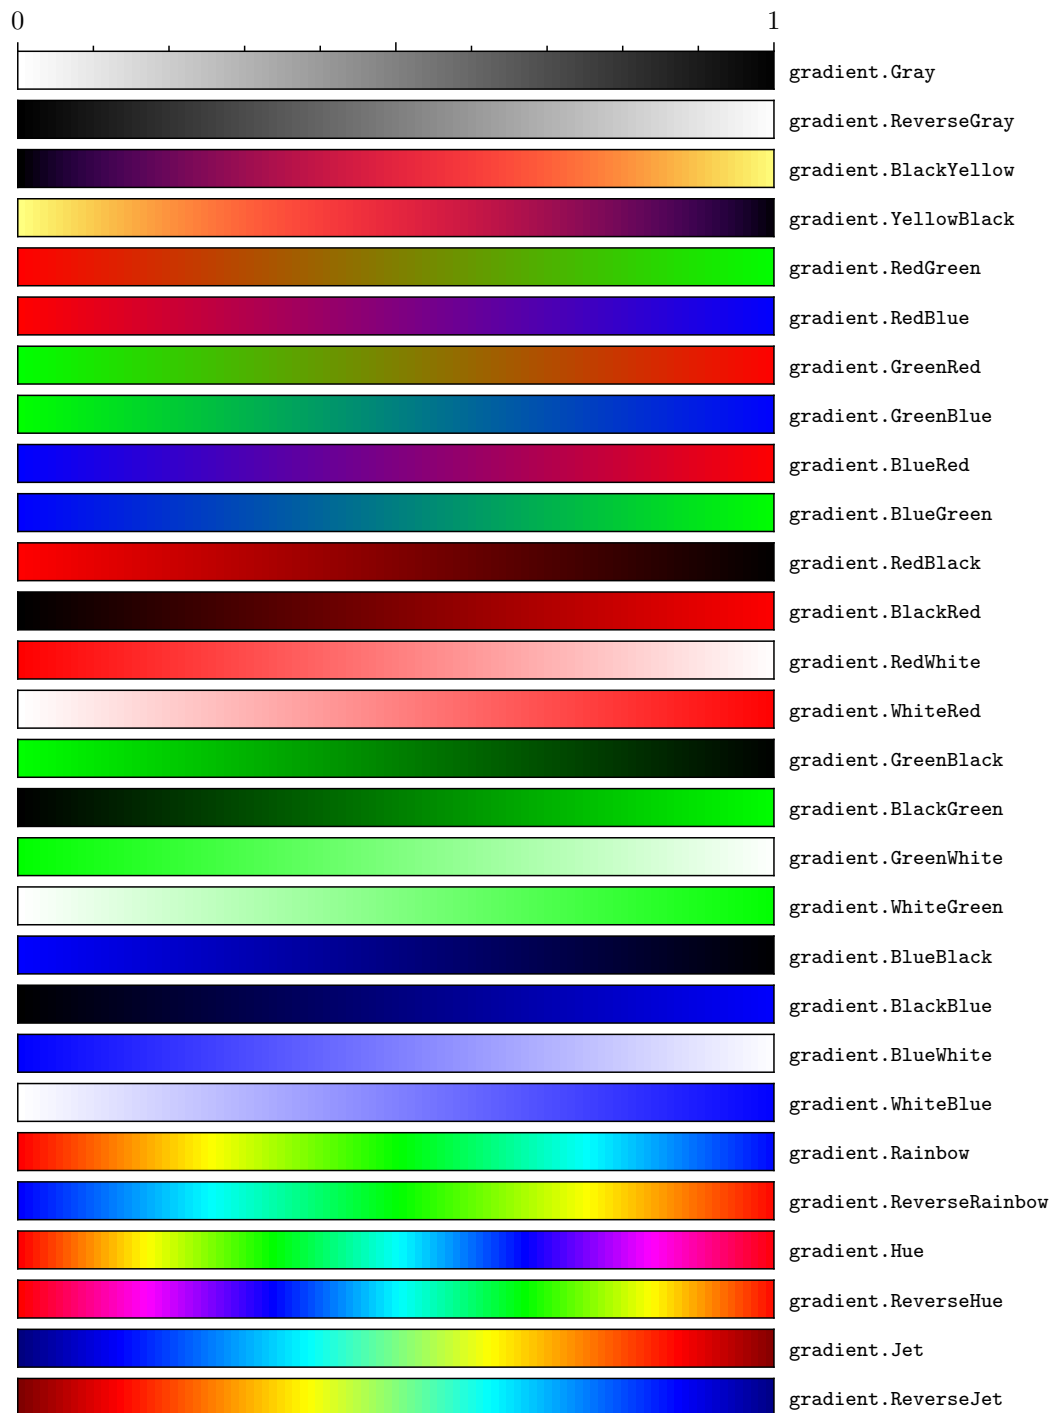 0 1
gradient.Gray
gradient.ReverseGray
gradient.BlackYellow
gradient.YellowBlack
gradient.RedGreen
gradient.RedBlue
gradient.GreenRed
gradient.GreenBlue
gradient.BlueRed
gradient.BlueGreen
gradient.RedBlack
gradient.BlackRed
gradient.RedWhite
gradient.WhiteRed
gradient.GreenBlack
gradient.BlackGreen
gradient.GreenWhite
gradient.WhiteGreen
gradient.BlueBlack
gradient.BlackBlue
gradient.BlueWhite
gradient.WhiteBlue
gradient.Rainbow
gradient.ReverseRainbow
gradient.Hue
gradient.ReverseHue
gradient.Jet
gradient.ReverseJet